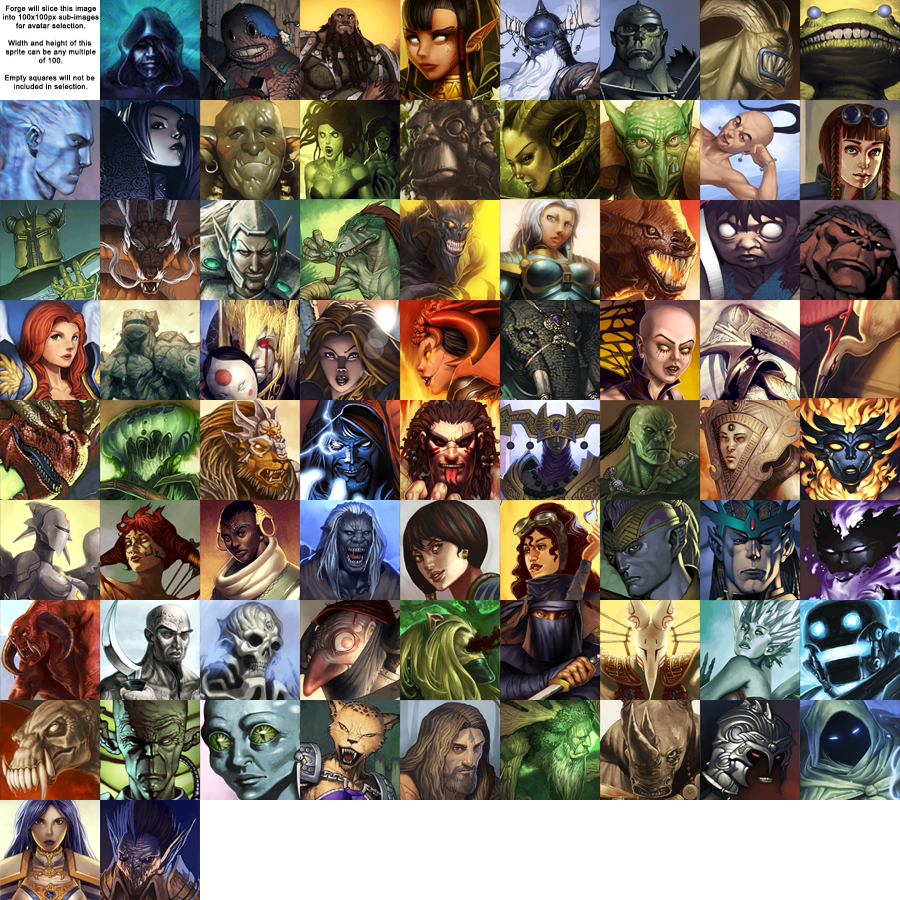 Forge will slice this image
into 100x100px sub-images
for avatar selection.
Width and height of this
sprite can be any multiple
of 100.
Empty squares will not be
included in selection.